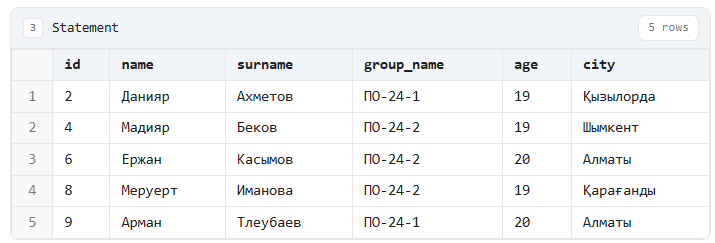 3 Statement 5 rows
id name surname group_name age city
1 2 Данияр Ахметов ПО-24-1 19 Қызылорда
2 4 Мадияр Беков ПО-24-2 19 Шымкент
3 6 Ержан Касымов ПО-24-2 20 Алматы
4 8 Меруерт Иманова ПО-24-2 19 Қарағанды
5 9 Арман Тлеубаев ПО-24-1 20 Алматы